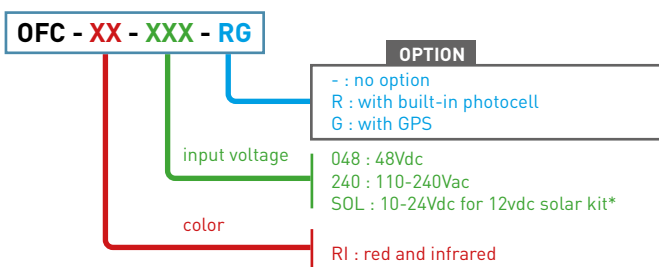 OFC - XX - XXX - RG
OPTION
- : no option
R : with built-in photocell
G : with GPS
input voltage
048 : 48Vdc
240 : 110-240Vac
SOL : 10-24Vdc for 12vdc solar kit*
color
RI : red and infrared